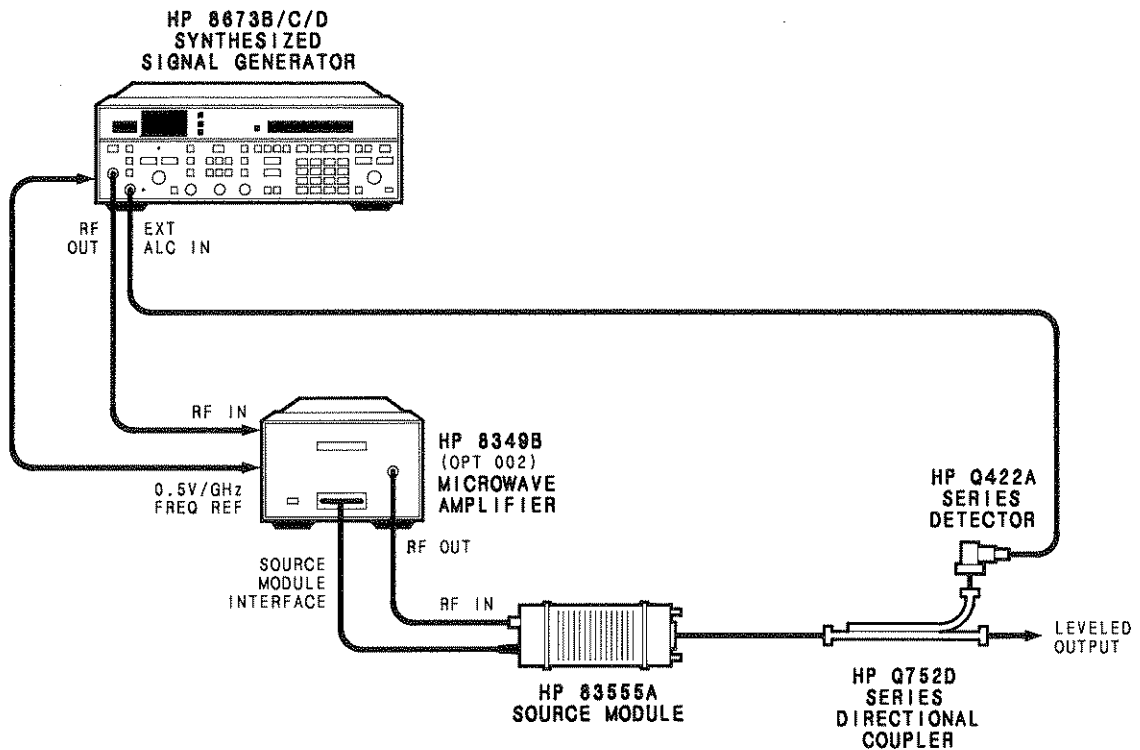 HP 8673B/C/D
SYNTHESIZED
SIGNAL GENERATOR
RF
OUT
EXT
ALC IN
RF IN
0.5V/GHz
FREQ REF
HP 8349B
(OPT 002)
MICROWAVE
AMPLIFIER
RF OUT
SOURCE
MODULE
INTERFACE
RF IN
HP 83555A
SOURCE MODULE
HP Q422A
SERIES
DETECTOR
LEVELED
OUTPUT
HP Q752D
SERIES
DIRECTIONAL
COUPLER